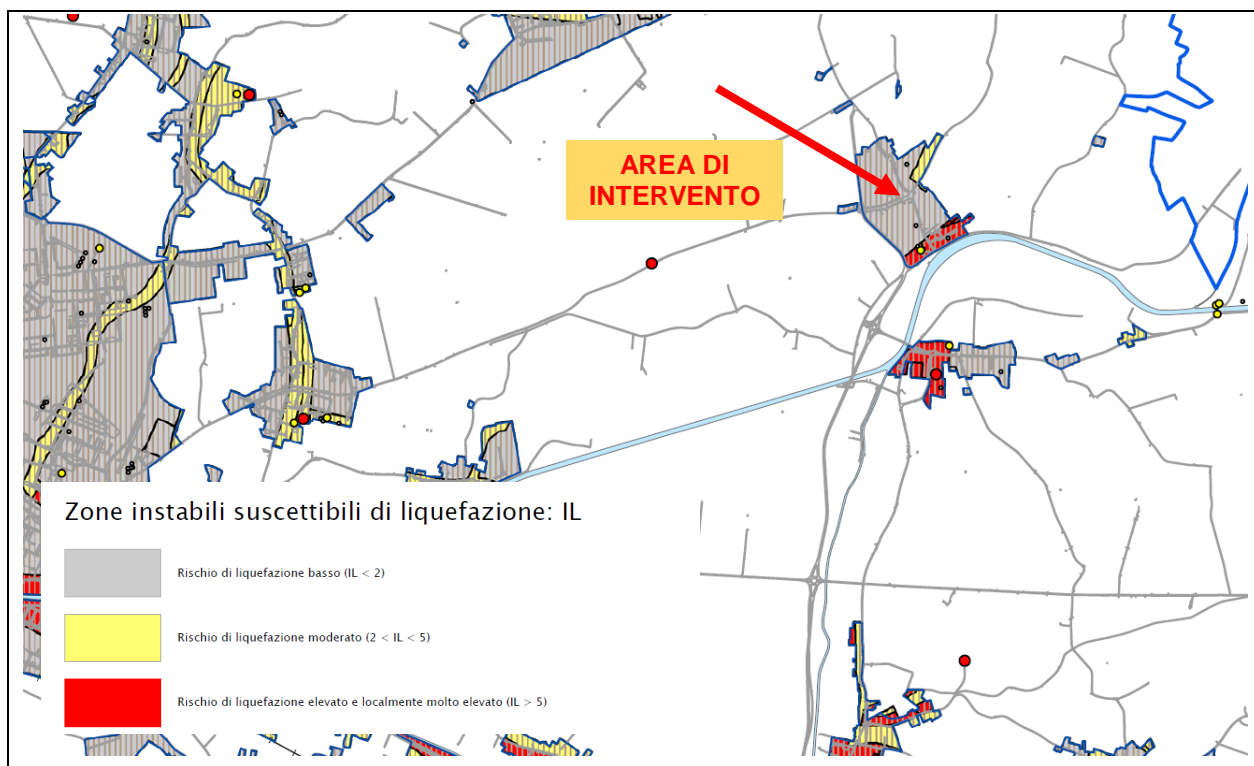 AREA DI
INTERVENTO
Zone instabili suscettibili di liquefazione: IL
Rischio di liquefazione basso (IL < 2)
Rischio di liquefazione moderato (2 < IL < 5)
Rischio di liquefazione elevato e localmente molto elevato (IL > 5)